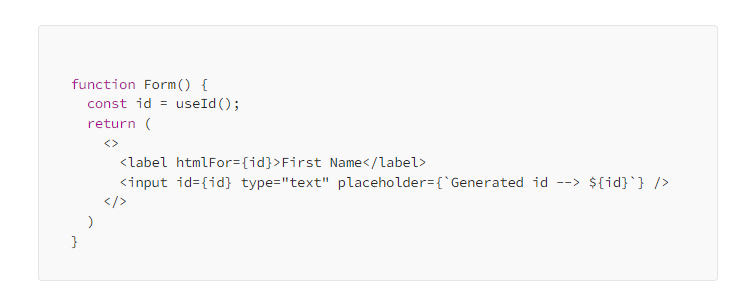 function Form() {
  const id = useId();
  return (
    <>
      <label htmlFor={id}>First Name</label>
      <input id={id} type="text" placeholder={`Generated id --> ${id}`} />
    </>
  )
}